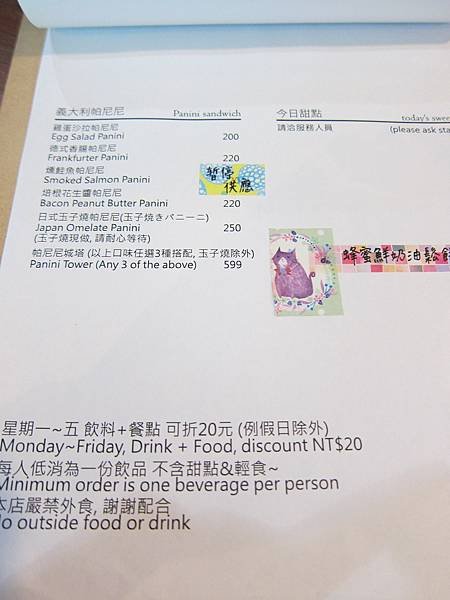 義大利帕尼尼 Panini sandwich
雞蛋沙拉帕尼尼
Egg Salad Panini 200
德式香腸帕尼尼
Frankfurter Panini 220
燻鮭魚帕尼尼
Smoked Salmon Panini
暫停
供應
培根花生醬帕尼尼
Bacon Peanut Butter Panini 220
日式玉子燒帕尼尼(玉子焼きパニーニ)
Japan Omelate Panini 250
(玉子燒現做, 請耐心等待)
帕尼尼城塔 (以上口味任選3種搭配, 玉子燒除外)
Panini Tower (Any 3 of the above) 599
今日甜點 today's swee
請洽服務人員 (please ask sta
蜂蜜鮮奶油鬆餅
星期一~五 飲料+餐點 可折20元 (例假日除外)
Monday~Friday, Drink + Food, discount NT$20
每人低消為一份飲品 不含甜點&輕食~
Minimum order is one beverage per person
本店嚴禁外食, 謝謝配合
No outside food or drink